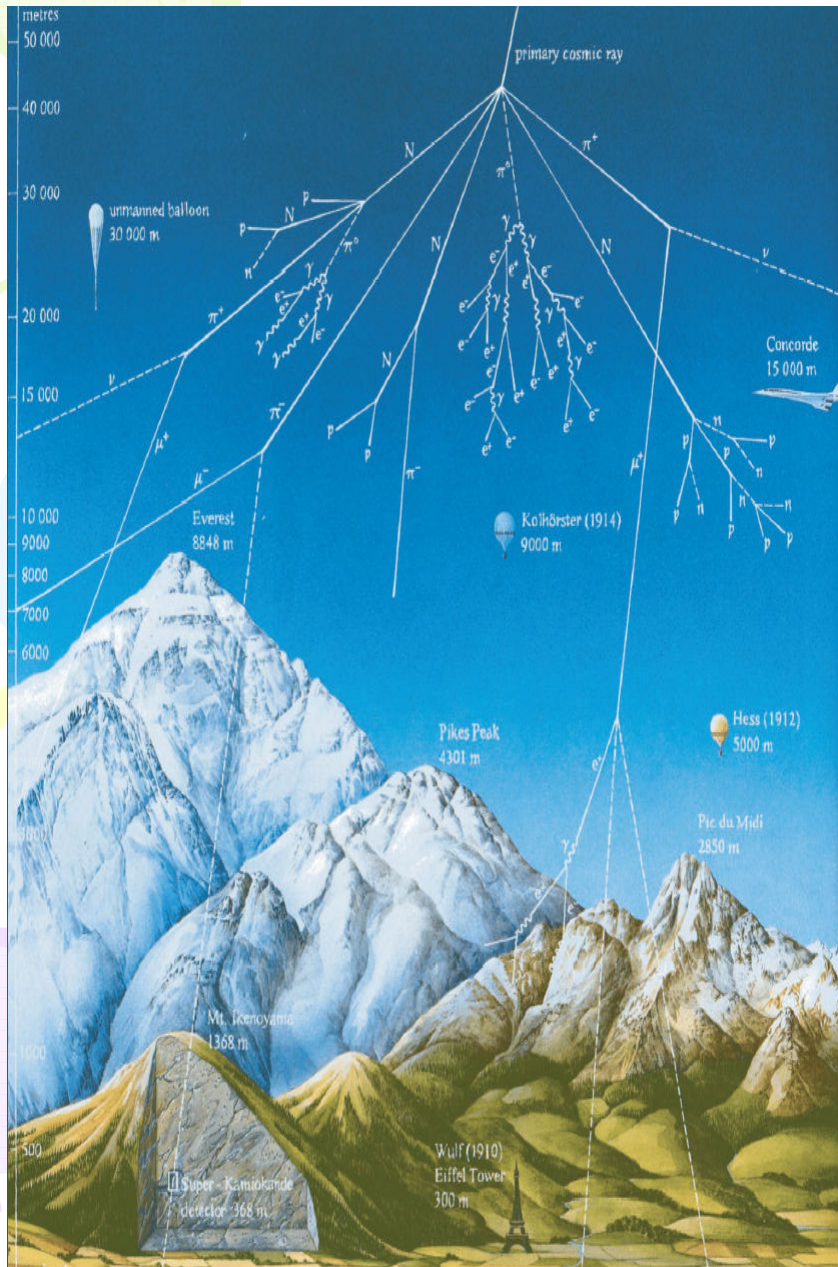 metres
50 000
primary cosmic ray
40 000
N
π⁺
π⁰
30 000
unmanned balloon
30 000 m
p
p
N
n
π⁰
N
γ
γ
N
ν
γ
γ
e⁻
e⁺
e⁻
e⁺
e⁻
γ
γ
20 000
π⁺
e⁻
e⁺
e⁻
e⁻
γ
γ
e⁻
e⁻
e⁺
e⁻
e⁺
e⁻
γ
γ
e⁺
e⁺
e⁺
e⁻
e⁺
e⁻
e⁺
e⁻
Concorde
15 000 m
15 000
ν
N
π⁻
p
p
π⁻
μ⁺
μ⁻
μ⁺
n
p
p
p
n
n
n
p
p
p
p
10 000
9000
8000
7000
6000
Everest
8848 m
Kolhörster (1914)
9000 m
Hess (1912)
5000 m
Pikes Peak
4301 m
e⁺
γ
Pic du Midi
2850 m
Mt. Ikenoyama
1368 m
1000
500
Super - Kamiokande
detector 368 m
Wulf (1910)
Eiffel Tower
300 m